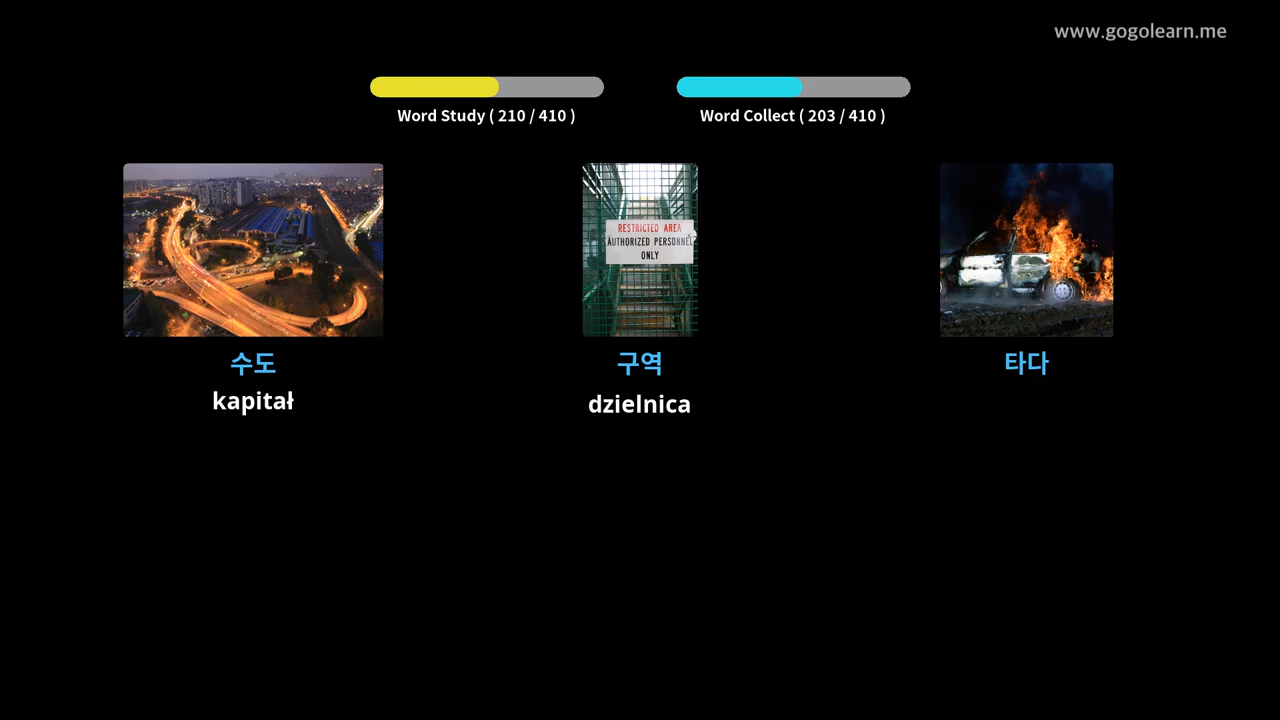 www.gogolearn.me
Word Study ( 210 / 410 )
Word Collect ( 203 / 410 )
RESTRICTED AREA
AUTHORIZED PERSONNEL
ONLY
수도
구역
타다
kapitał
dzielnica